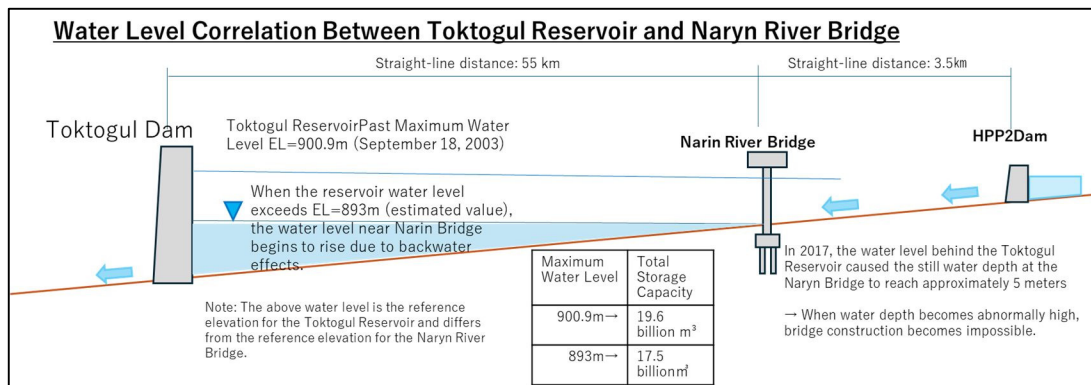 Water Level Correlation Between Toktogul Reservoir and Naryn River Bridge
Straight-line distance: 55 km
Straight-line distance: 3.5㎞
Toktogul Dam
Toktogul ReservoirPast Maximum Water
Level EL=900.9m (September 18, 2003)
Narin River Bridge
HPP2Dam
When the reservoir water level
exceeds EL=893m (estimated value),
the water level near Narin Bridge
begins to rise due to backwater
effects.
Note: The above water level is the reference
elevation for the Toktogul Reservoir and differs
from the reference elevation for the Naryn River
Bridge.
Maximum
Water Level
Total
Storage
Capacity
900.9m→
19.6
billion m³
893m→
17.5
billion㎥
In 2017, the water level behind the Toktogul
Reservoir caused the still water depth at the
Naryn Bridge to reach approximately 5 meters
→ When water depth becomes abnormally high,
bridge construction becomes impossible.